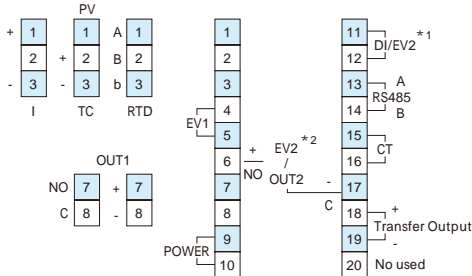 PV
+ 1 1 A 1
2 + 2 B 2
- 3 - 3 b 3
I TC RTD
OUT1
NO 7 + 7
C 8 - 8
1
2
3
4
EV1
5
6
7
8
9
POWER
10
+
NO
EV2 *2
/
OUT2
-
C
11
DI/EV2 *1
12
13 A
RS485
14 B
15
CT
16
17
18 +
Transfer Output
19 -
20 No used